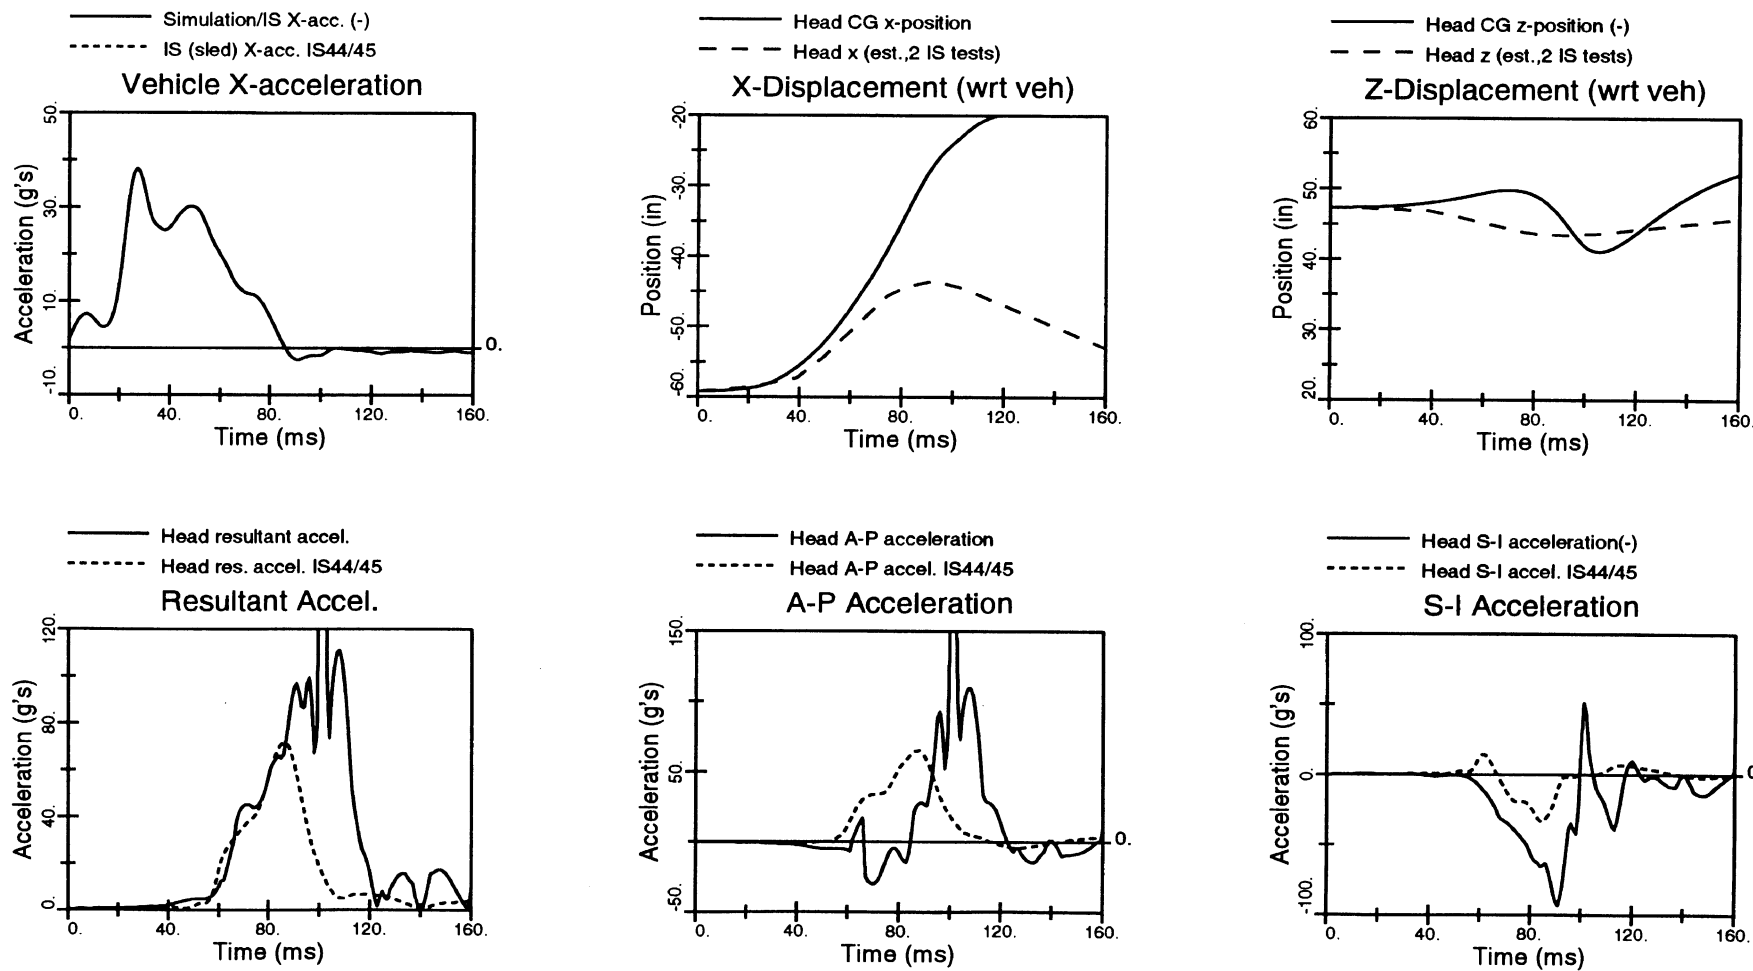 Simulation/IS X-acc. (-)
IS (sled) X-acc. IS44/45
Vehicle X-acceleration
50.
30.
10.
-10.
Acceleration (g's)
0.
0. 40. 80. 120. 160.
Time (ms)
Head CG x-position
Head x (est.,2 IS tests)
X-Displacement (wrt veh)
-20.
-30.
-40.
-50.
-60.
Position (in)
0. 40. 80. 120. 160.
Time (ms)
Head CG z-position (-)
Head z (est.,2 IS tests)
Z-Displacement (wrt veh)
60.
50.
40.
30.
20.
Position (in)
0. 40. 80. 120. 160.
Time (ms)
Head resultant accel.
Head res. accel. IS44/45
Resultant Accel.
120.
80.
40.
0.
Acceleration (g's)
0. 40. 80. 120. 160.
Time (ms)
Head A-P acceleration
Head A-P accel. IS44/45
A-P Acceleration
150.
50.
-50.
Acceleration (g's)
0.
0. 40. 80. 120. 160.
Time (ms)
Head S-I acceleration(-)
Head S-I accel. IS44/45
S-I Acceleration
100.
0.
-100.
Acceleration (g's)
0. 40. 80. 120. 160.
Time (ms)